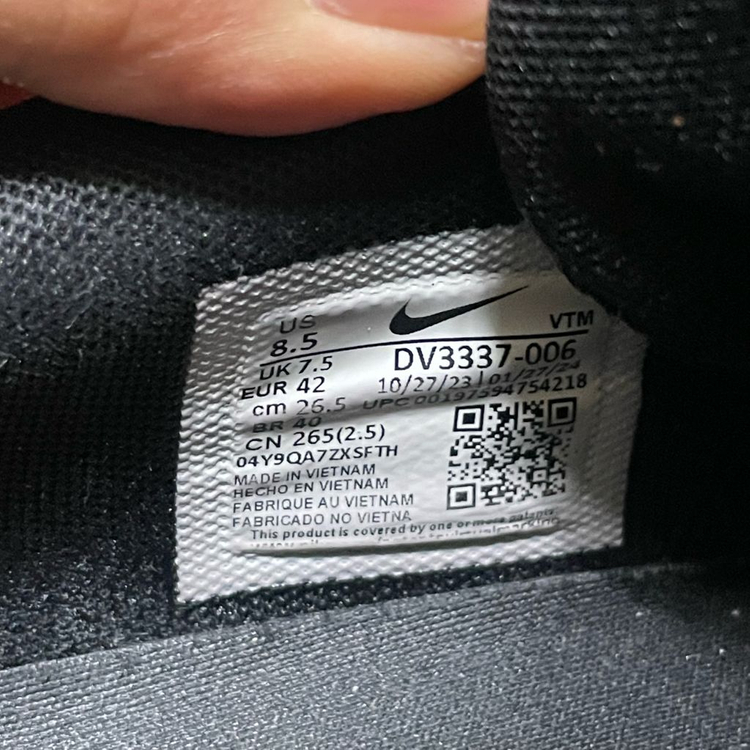 US
8.5
VTM
UK 7.5
DV3337-006
EUR 42
10/27/23 | 01/27/24
cm 26.5
UPC 00197594754218
BR 40
CN 265(2.5)
04Y9QA7ZXSFTH
MADE IN VIETNAM
HECHO EN VIETNAM
FABRIQUE AU VIETNAM
FABRICADO NO VIETNA
This product is covered by one or more patents.